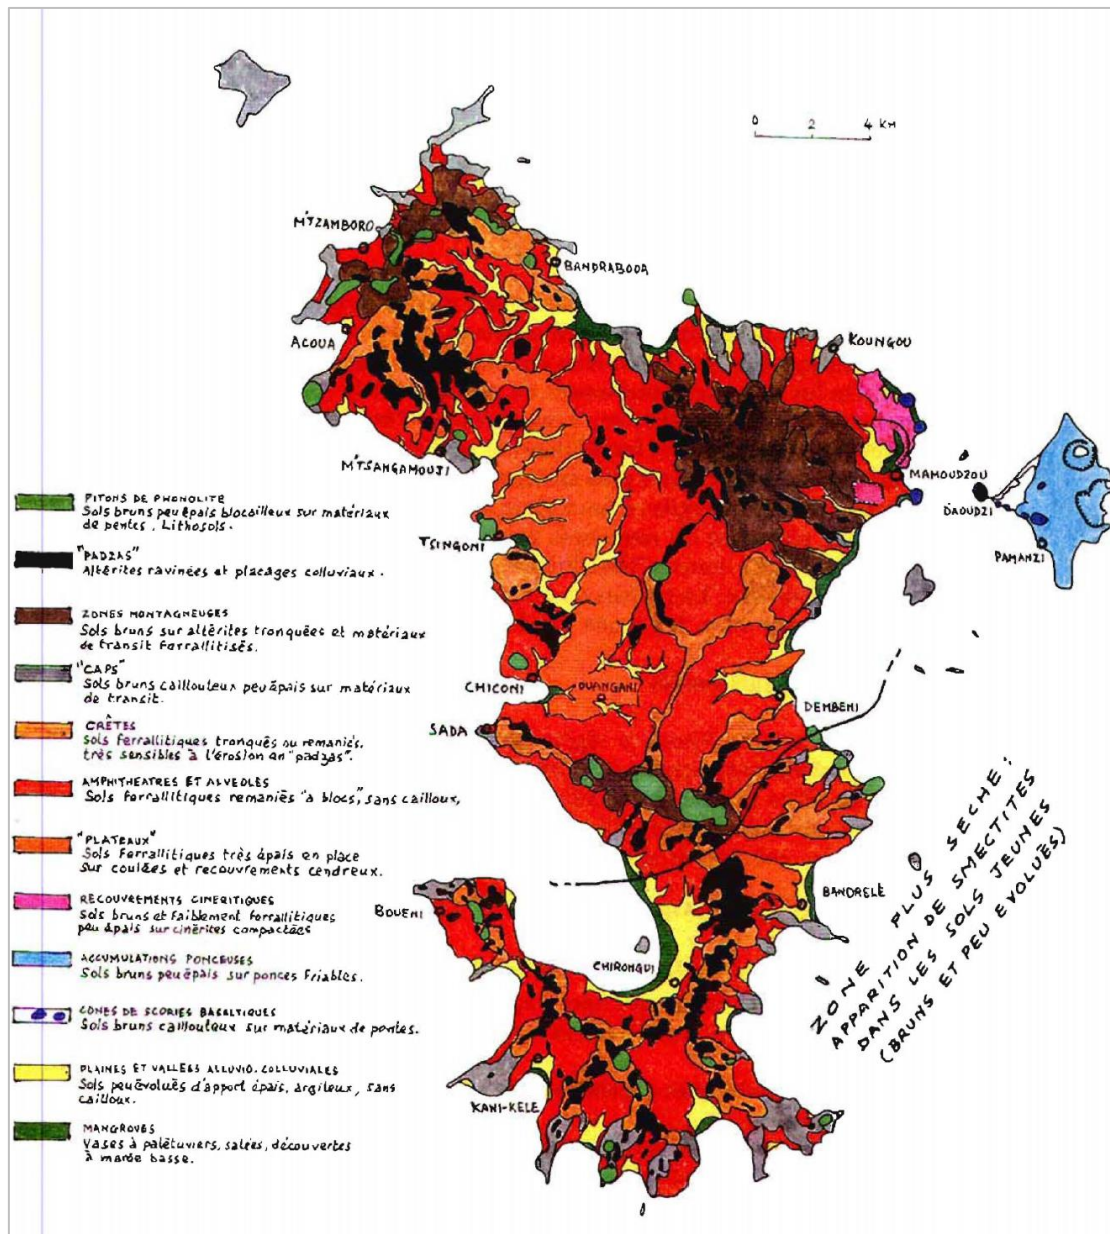 0 2 4 KM
M'TZAMBORO
BANDRABOUA
ACOUA
KOUNGOU
M'TSANGAMOUJI
MAMOUDZOU
DAOUDZI
PAMANZI
TSINGONI
CHICONI
OUANGANI
SADA
DEMBENI
BOUENI
BANDRELE
CHIRONGUI
KANI-KELE
ZONE PLUS SECHE :
APPARITION DE SMECTITES
DANS LES SOLS JEUNES
(BRUNS ET PEU EVOLUÉS)
PITONS DE PHONOLITE
Sols bruns peu épais blocailleux sur matériaux
de pentes. Lithosols.
"PADZAS"
Altérites ravinées et placages colluviaux.
ZONES MONTAGNEUSES
Sols bruns sur altérites tronquées et matériaux
de transit ferrallitisés.
"CAPS"
Sols bruns caillouteux peu épais sur matériaux
de transit.
CRÊTES
Sols ferrallitiques tronqués ou remaniés,
très sensibles à l'érosion en "padzas".
AMPHITHEATRES ET ALVEOLES
Sols ferrallitiques remaniés "à blocs", sans cailloux,
"PLATEAUX"
Sols ferrallitiques très épais en place
sur coulées et recouvrements cendreux.
RECOUVREMENTS CINERITIQUES
Sols bruns et faiblement ferrallitiques
peu épais sur cinérites compactées
ACCUMULATIONS PONCEUSES
Sols bruns peu épais sur ponces friables.
CONES DE SCORIES BASALTIQUES
Sols bruns caillouteux sur matériaux de pentes.
PLAINES ET VALLÉES ALLUVIO. COLLUVIALES
Sols peu évolués d'apport épais, argileux, sans
cailloux.
MANGROVES
Vases à palétuviers, salées, découvertes
à marée basse.